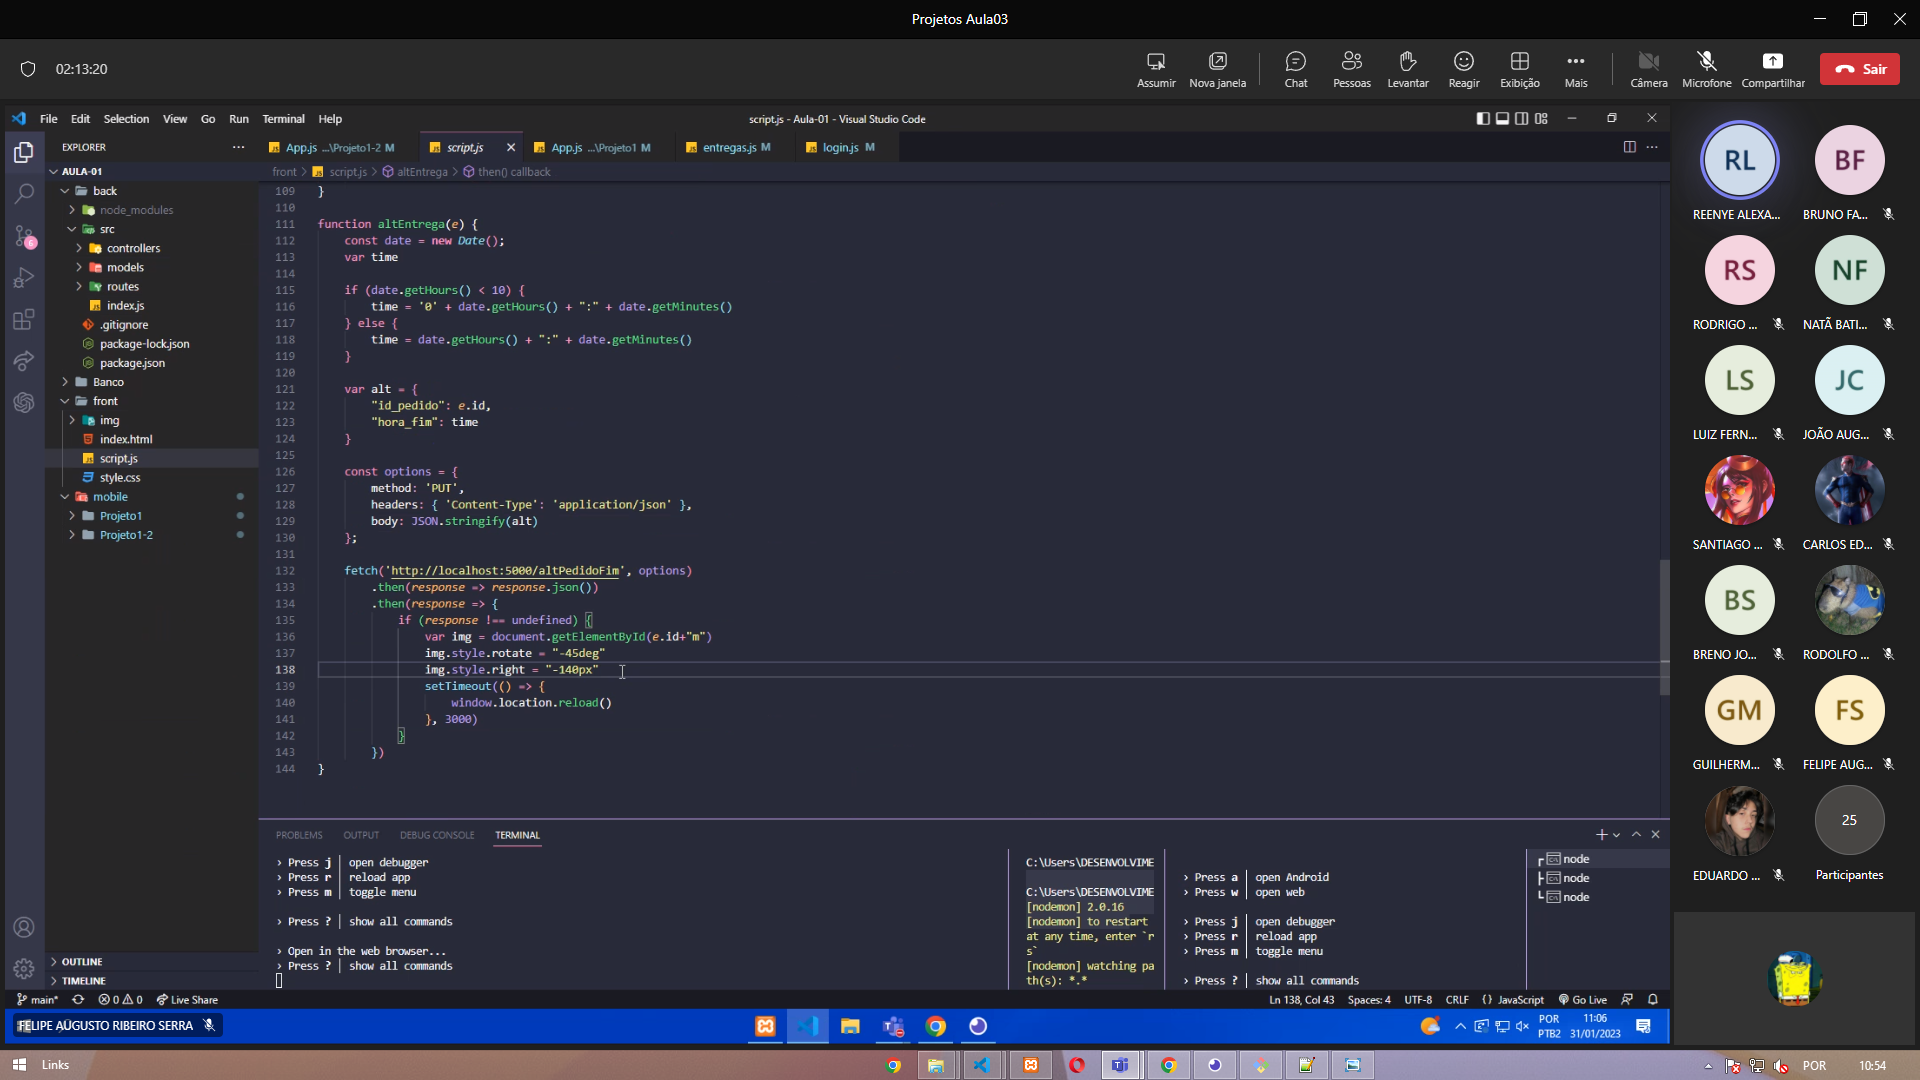 Projetos Aula03
02:13:20
Assumir
Nova janela
Chat
Pessoas
Levantar
Reagir
Exibição
Mais
Câmera
Microfone
Compartilhar
Sair
File Edit Selection View Go Run Terminal Help
script.js - Aula-01 - Visual Studio Code
EXPLORER
AULA-01
back
node_modules
src
controllers
models
routes
index.js
.gitignore
package-lock.json
package.json
Banco
front
img
index.html
script.js
style.css
mobile
Projeto1
Projeto1-2
OUTLINE
TIMELINE
App.js ...\Projeto1-2 M
script.js
App.js ...\Projeto1 M
entregas.js M
login.js M
front > script.js > altEntrega > then() callback
109 }
110
111 function altEntrega(e) {
112 const date = new Date();
113 var time
114
115 if (date.getHours() < 10) {
116 time = '0' + date.getHours() + ":" + date.getMinutes()
117 } else {
118 time = date.getHours() + ":" + date.getMinutes()
119 }
120
121 var alt = {
122 "id_pedido": e.id,
123 "hora_fim": time
124 }
125
126 const options = {
127 method: 'PUT',
128 headers: { 'Content-Type': 'application/json' },
129 body: JSON.stringify(alt)
130 };
131
132 fetch('http://localhost:5000/altPedidoFim', options)
133 .then(response => response.json())
134 .then(response => {
135 if (response !== undefined) {
136 var img = document.getElementById(e.id+"m")
137 img.style.rotate = "-45deg"
138 img.style.right = "-140px"
139 setTimeout(() => {
140 window.location.reload()
141 }, 3000)
142 }
143 })
144 }
PROBLEMS OUTPUT DEBUG CONSOLE TERMINAL
› Press j │ open debugger
› Press r │ reload app
› Press m │ toggle menu
› Press ? │ show all commands
› Open in the web browser...
› Press ? │ show all commands
C:\Users\DESENVOLVIME
C:\Users\DESENVOLVIME
[nodemon] 2.0.16
[nodemon] to restart
at any time, enter `r
s`
[nodemon] watching pa
th(s): *.*
› Press a │ open Android
› Press w │ open web
› Press j │ open debugger
› Press r │ reload app
› Press m │ toggle menu
› Press ? │ show all commands
node
node
node
main* 0 0 Live Share
Ln 138, Col 43 Spaces: 4 UTF-8 CRLF {} JavaScript Go Live
FELIPE AUGUSTO RIBEIRO SERRA
POR
PTB2
11:06
31/01/2023
RL
REENYE ALEXA...
BF
BRUNO FA...
RS
RODRIGO ...
NF
NATÃ BATI...
LS
LUIZ FERN...
JC
JOÃO AUG...
SANTIAGO ...
CARLOS ED...
BS
BRENO JO...
RODOLFO ...
GM
GUILHERM...
FS
FELIPE AUG...
EDUARDO ...
25
Participantes
Links
POR
10:54